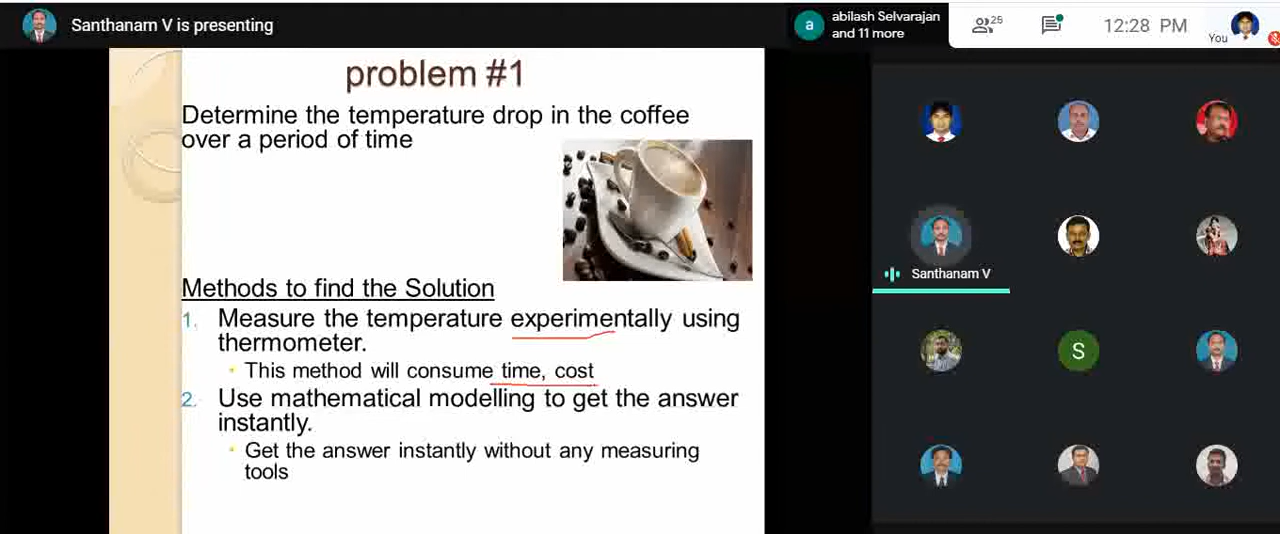 Santhanam V is presenting
a
abilash Selvarajan
and 11 more
25
12:28 PM
You
problem #1
Determine the temperature drop in the coffee
over a period of time
Methods to find the Solution
1. Measure the temperature experimentally using
thermometer.
• This method will consume time, cost
2. Use mathematical modelling to get the answer
instantly.
• Get the answer instantly without any measuring
tools
Santhanam V
S